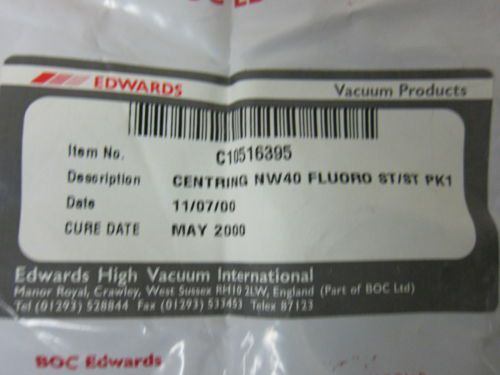 BOC ED
EDWARDS
Vacuum Products
Item No. C10516395
Description CENTRING NW40 FLUORO ST/ST PK1
Date 11/07/00
CURE DATE MAY 2000
Edwards High Vacuum International
Manor Royal, Crawley, West Sussex RH10 2LW, England (Part of BOC Ltd)
Tel (01293) 528844 Fax (01293) 533453 Telex 87123
BOC Edwards